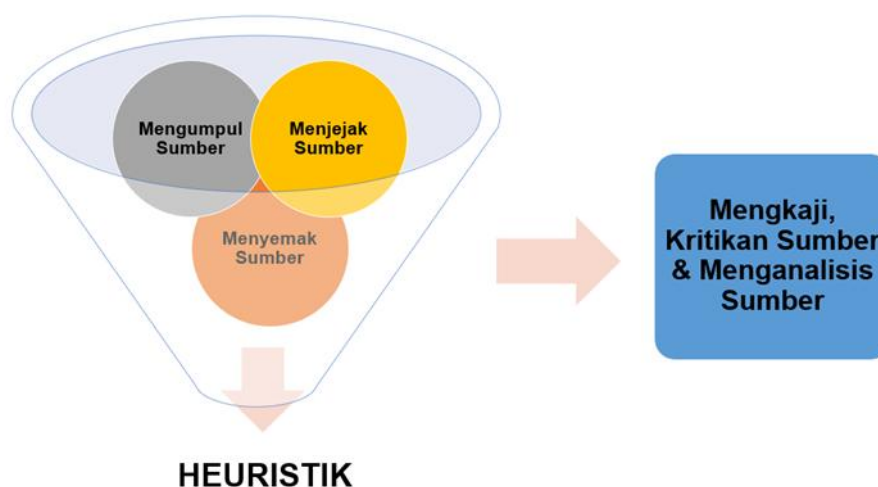 Mengumpul
Sumber
Menjejak
Sumber
Menyemak
Sumber
HEURISTIK
Mengkaji,
Kritikan Sumber
& Menganalisis
Sumber